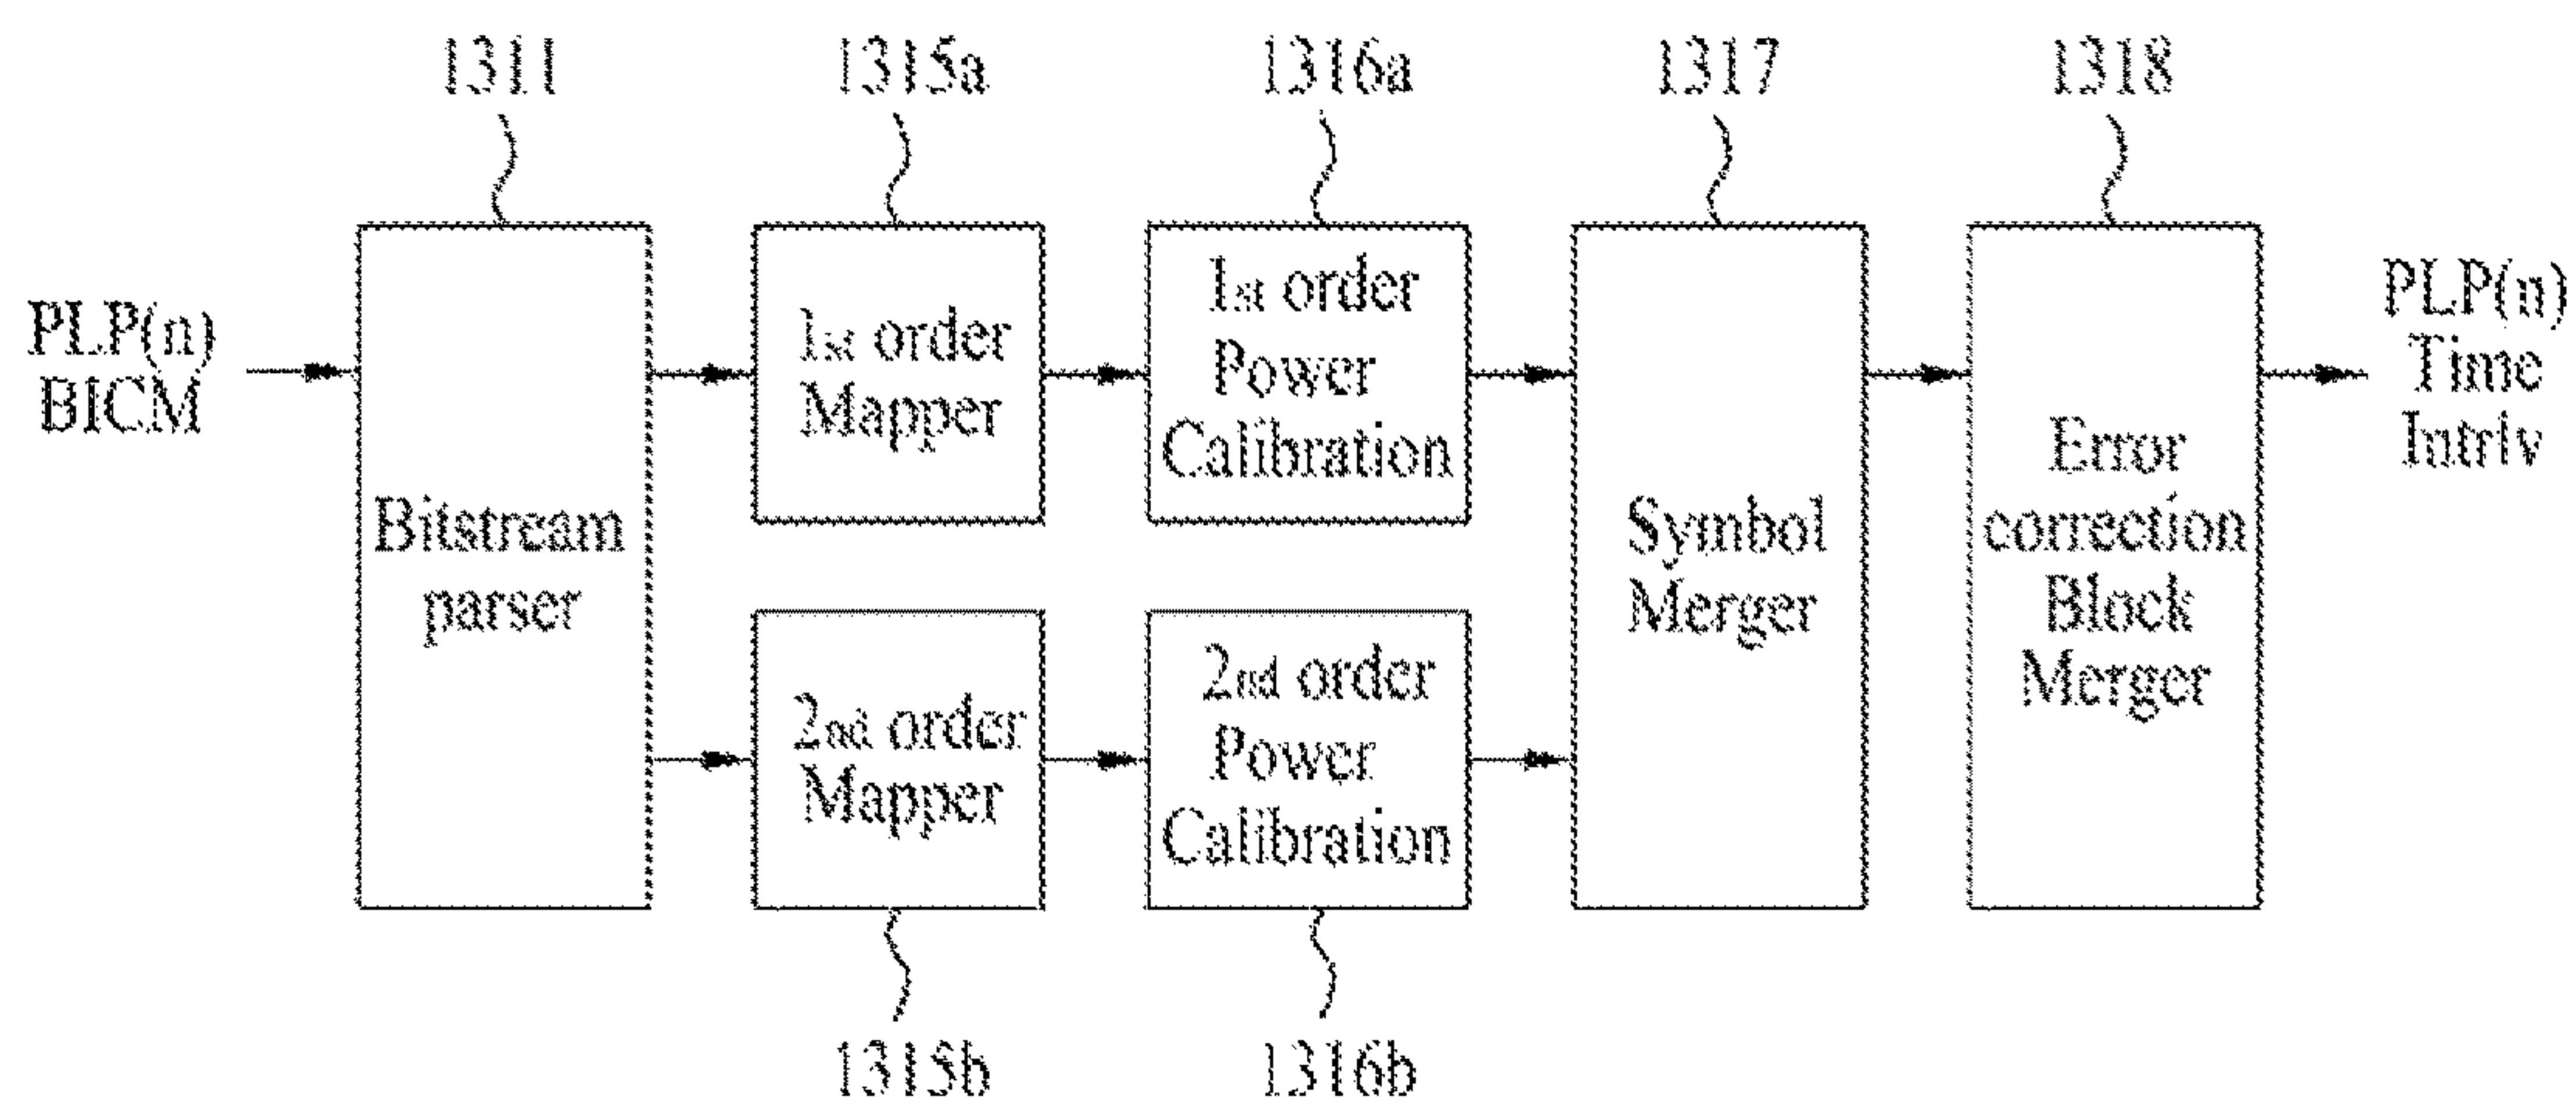 1311
1315a
1316a
1317
1318
PLP(n)
BICM
Bitstream
parser
1st order
Mapper
1st order
Power
Calibration
2nd order
Mapper
2nd order
Power
Calibration
Symbol
Merger
Error
correction
Block
Merger
PLP(n)
Time
Intrlv
1315b
1316b